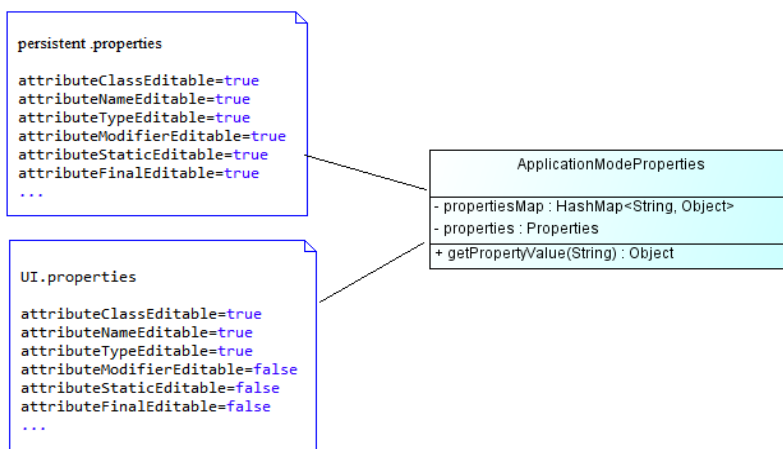 persistent .properties
attributeClassEditable=true
attributeNameEditable=true
attributeTypeEditable=true
attributeModifierEditable=true
attributeStaticEditable=true
attributeFinalEditable=true
...
ApplicationModeProperties
- propertiesMap : HashMap<String, Object>
- properties : Properties
+ getPropertyValue(String) : Object
UI.properties
attributeClassEditable=true
attributeNameEditable=true
attributeTypeEditable=true
attributeModifierEditable=false
attributeStaticEditable=false
attributeFinalEditable=false
...